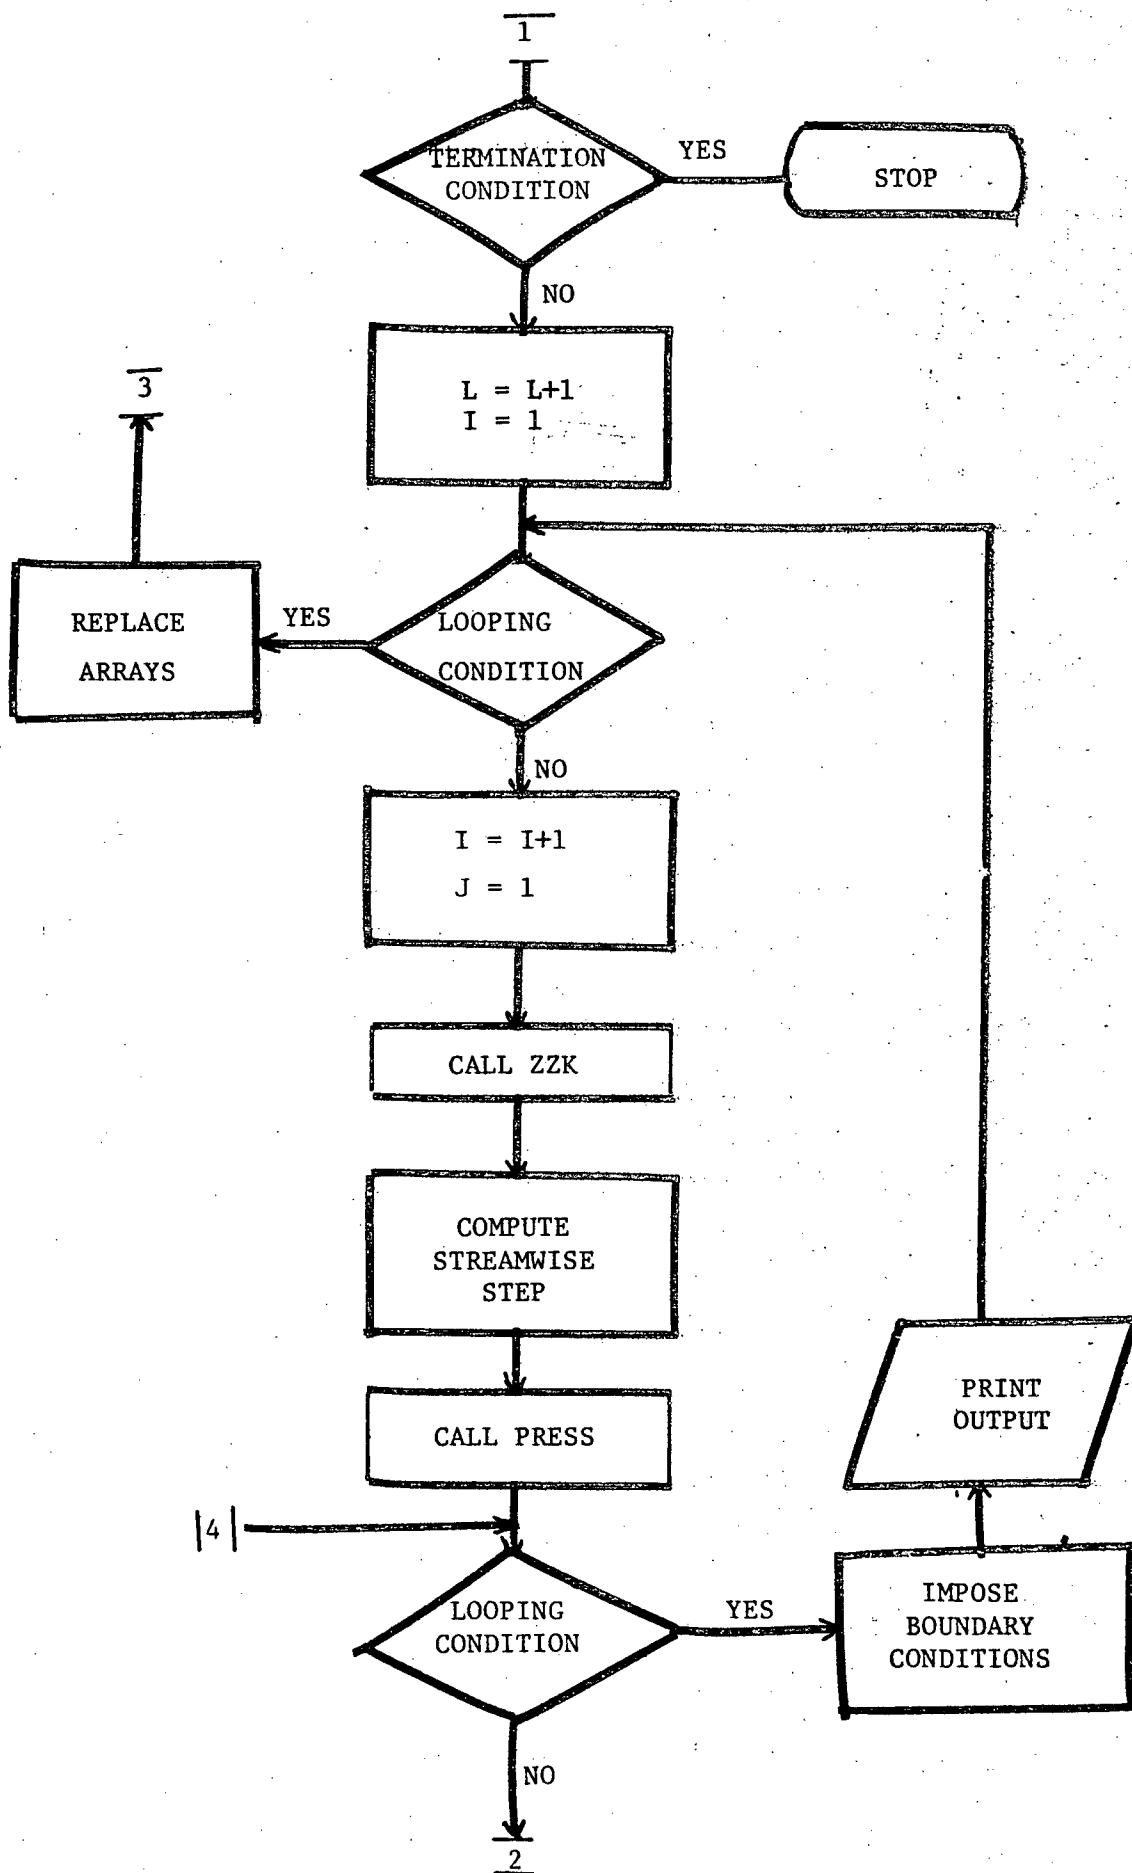 1
TERMINATION
CONDITION
YES
STOP
NO
L = L+1
I = 1
3
REPLACE
ARRAYS
YES
LOOPING
CONDITION
NO
I = I+1
J = 1
CALL ZZK
COMPUTE
STREAMWISE
STEP
CALL PRESS
|4|
LOOPING
CONDITION
YES
IMPOSE
BOUNDARY
CONDITIONS
PRINT
OUTPUT
NO
2